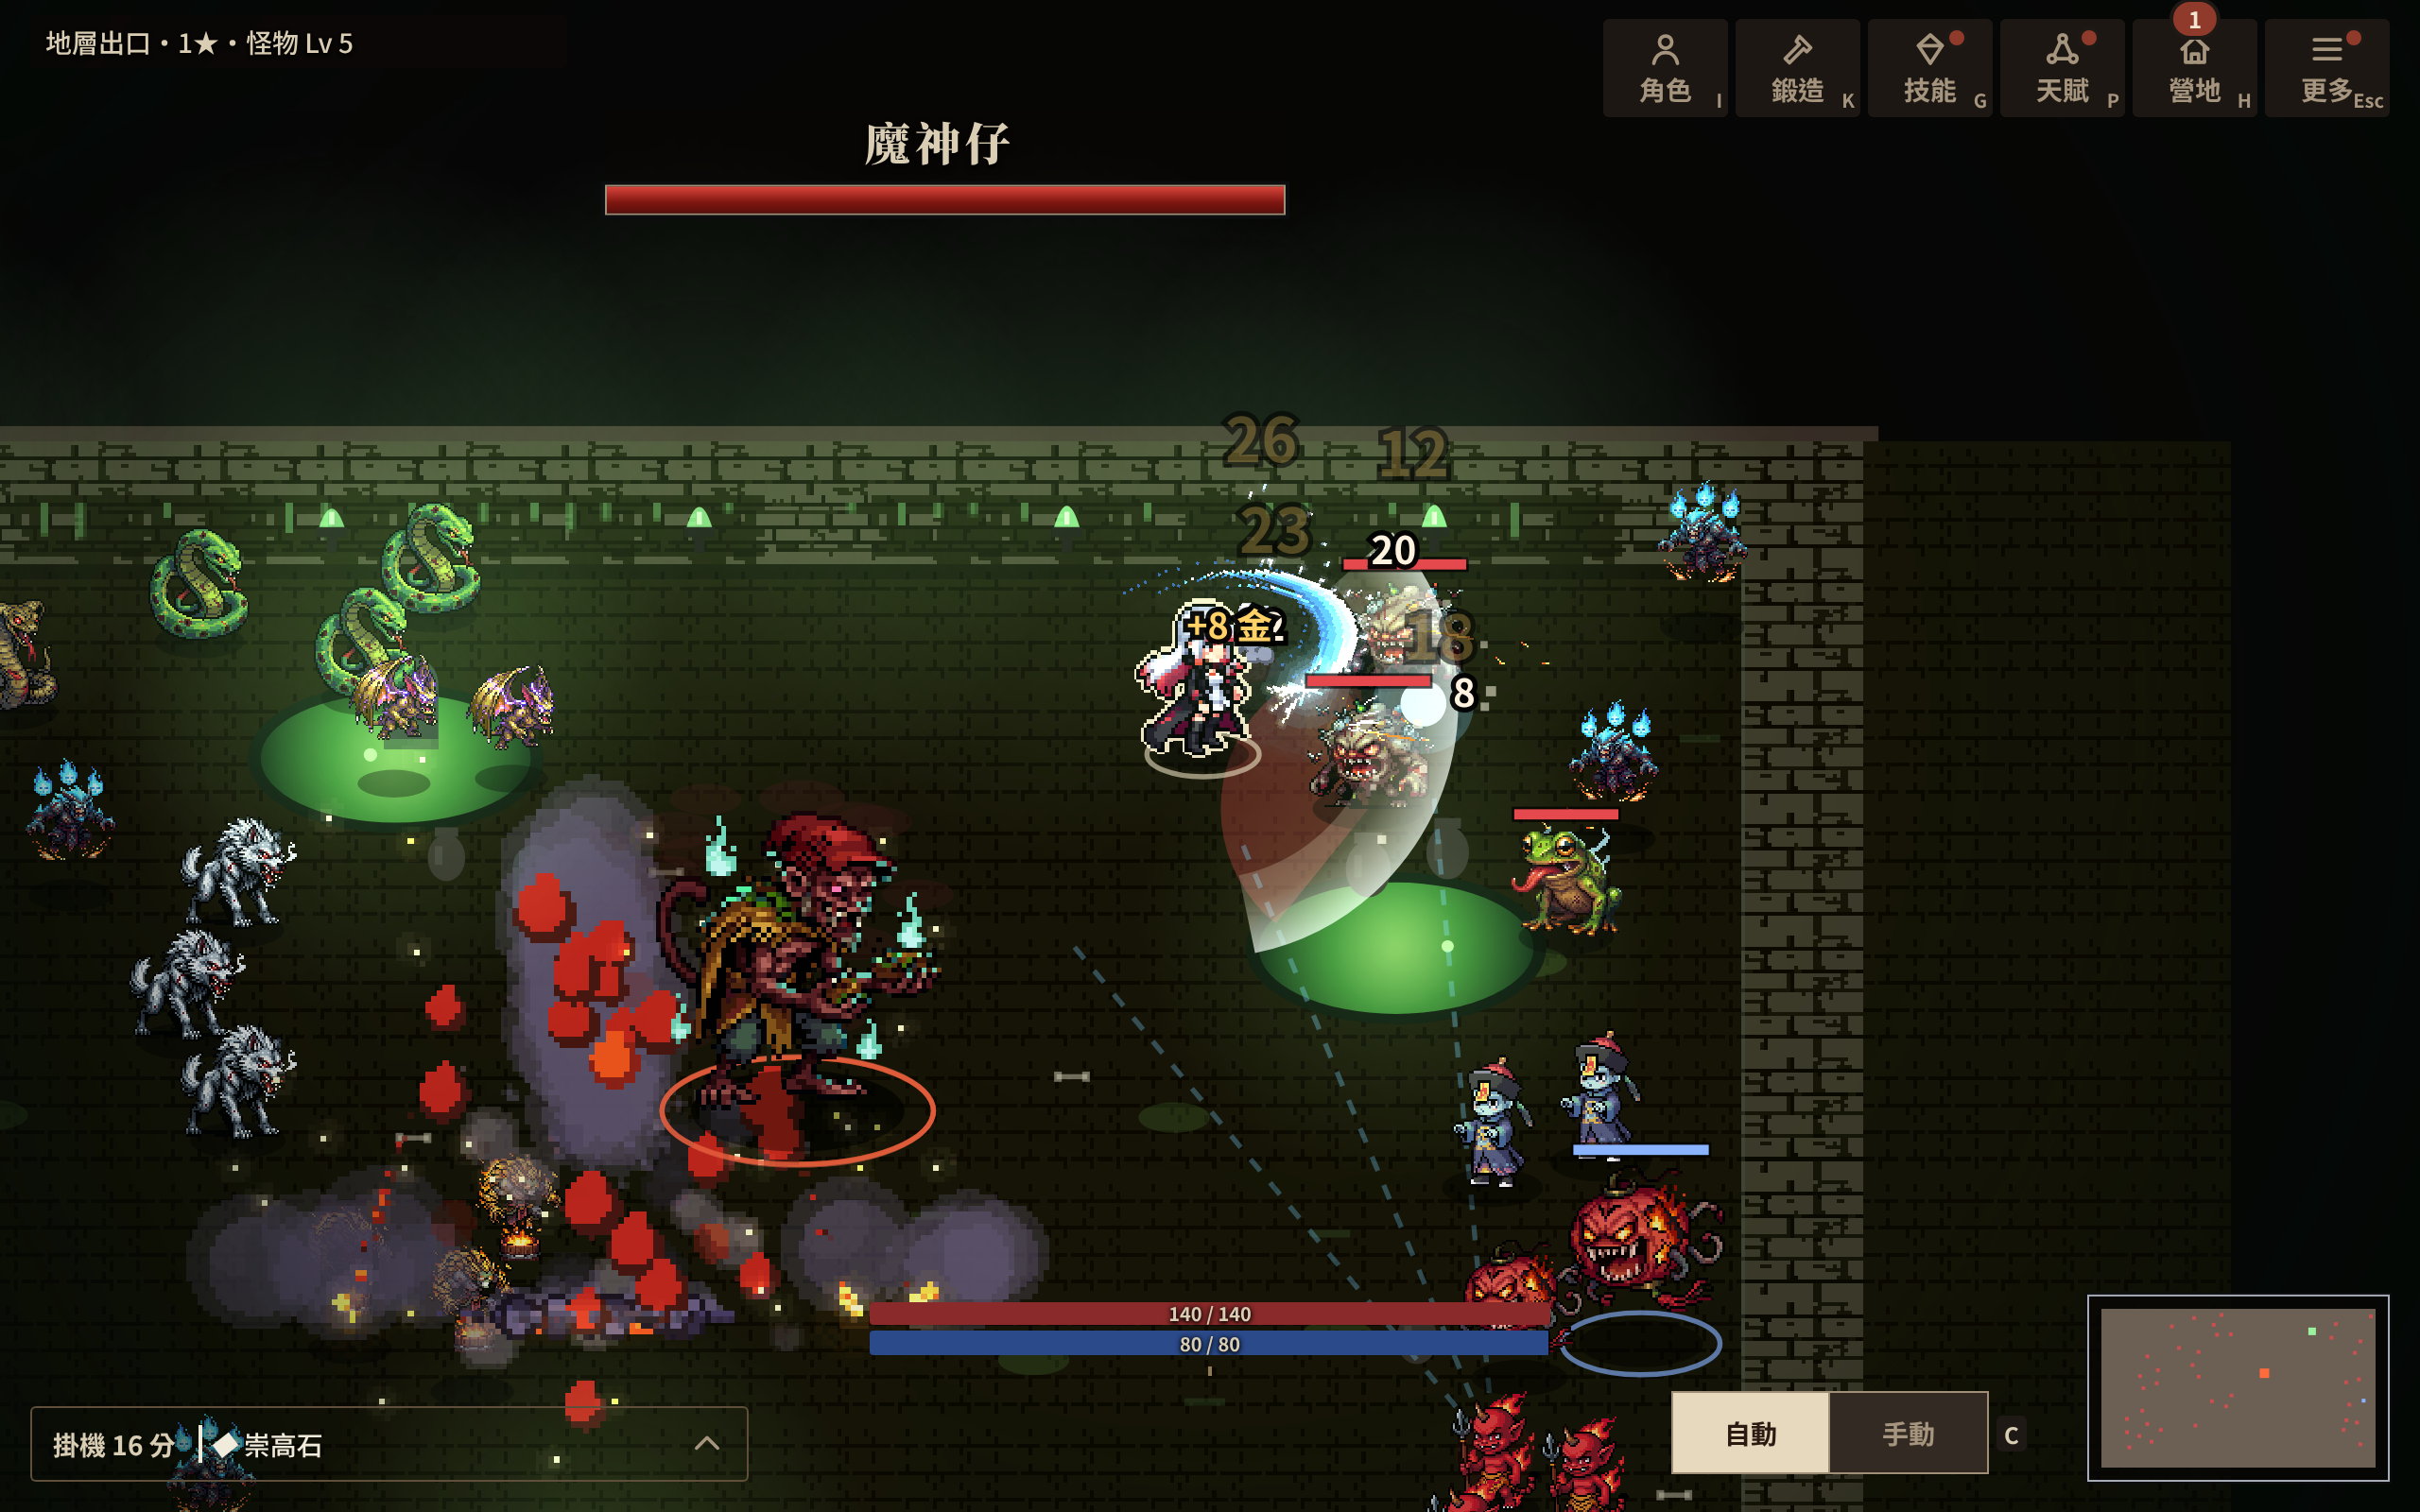 地層出口・1★・怪物 Lv 5
1
角色 I
鍛造 K
技能 G
天賦 P
營地 H
更多 Esc
魔神仔
26
12
23
20
+8 金
18
8
140 / 140
80 / 80
掛機 16 分
崇高石
自動
手動
C